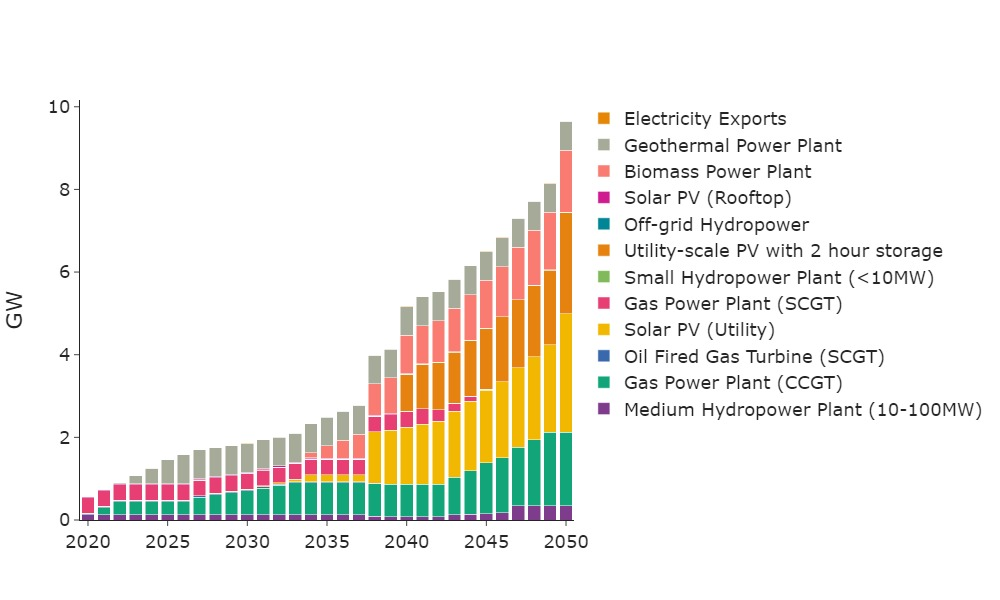 GW
10
8
6
4
2
0
2020 2025 2030 2035 2040 2045 2050
Electricity Exports
Geothermal Power Plant
Biomass Power Plant
Solar PV (Rooftop)
Off-grid Hydropower
Utility-scale PV with 2 hour storage
Small Hydropower Plant (<10MW)
Gas Power Plant (SCGT)
Solar PV (Utility)
Oil Fired Gas Turbine (SCGT)
Gas Power Plant (CCGT)
Medium Hydropower Plant (10-100MW)